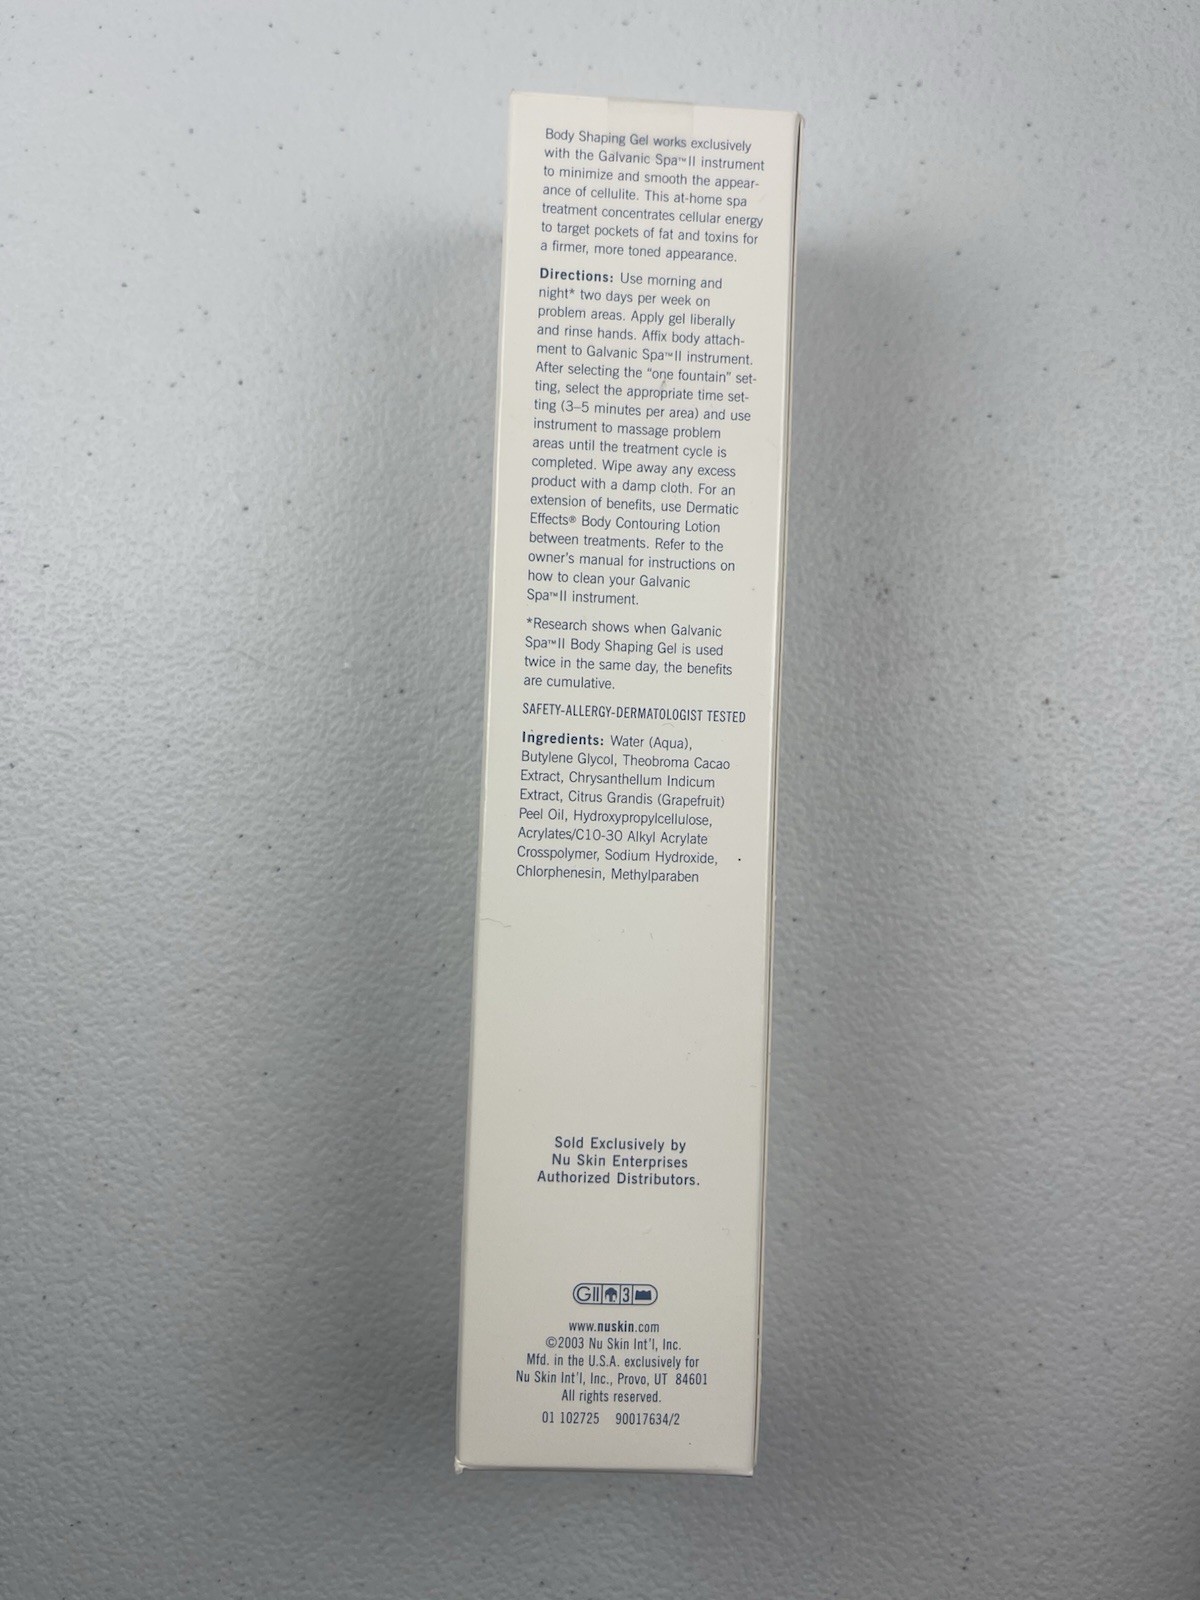 Body Shaping Gel works exclusively
with the Galvanic Spa™II instrument
to minimize and smooth the appear-
ance of cellulite. This at-home spa
treatment concentrates cellular energy
to target pockets of fat and toxins for
a firmer, more toned appearance.
Directions: Use morning and
night* two days per week on
problem areas. Apply gel liberally
and rinse hands. Affix body attach-
ment to Galvanic Spa™II instrument.
After selecting the "one fountain" set-
ting, select the appropriate time set-
ting (3–5 minutes per area) and use
instrument to massage problem
areas until the treatment cycle is
completed. Wipe away any excess
product with a damp cloth. For an
extension of benefits, use Dermatic
Effects® Body Contouring Lotion
between treatments. Refer to the
owner's manual for instructions on
how to clean your Galvanic
Spa™II instrument.
*Research shows when Galvanic
Spa™II Body Shaping Gel is used
twice in the same day, the benefits
are cumulative.
SAFETY-ALLERGY-DERMATOLOGIST TESTED
Ingredients: Water (Aqua),
Butylene Glycol, Theobroma Cacao
Extract, Chrysanthellum Indicum
Extract, Citrus Grandis (Grapefruit)
Peel Oil, Hydroxypropylcellulose,
Acrylates/C10-30 Alkyl Acrylate
Crosspolymer, Sodium Hydroxide,
Chlorphenesin, Methylparaben
Sold Exclusively by
Nu Skin Enterprises
Authorized Distributors.
GII 3
www.nuskin.com
©2003 Nu Skin Int'l, Inc.
Mfd. in the U.S.A. exclusively for
Nu Skin Int'l, Inc., Provo, UT 84601
All rights reserved.
01 102725 90017634/2